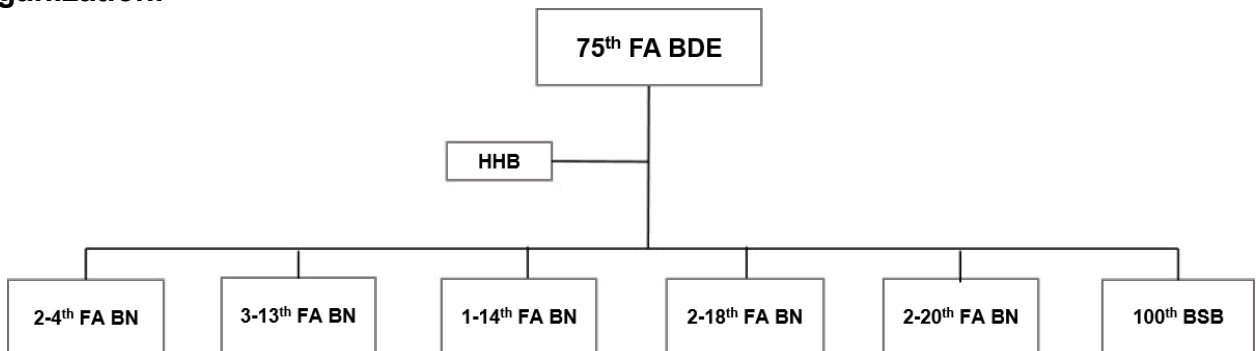 75th FA BDE
HHB
2-4th FA BN
3-13th FA BN
1-14th FA BN
2-18th FA BN
2-20th FA BN
100th BSB